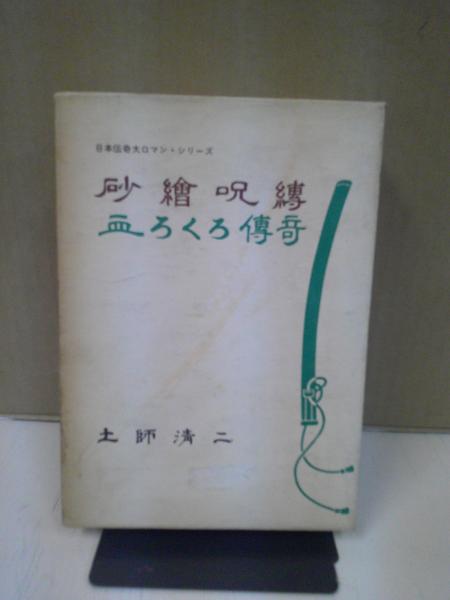 日本伝奇大ロマン・シリーズ
砂繪呪縛
血ろくろ傳奇
土師清二